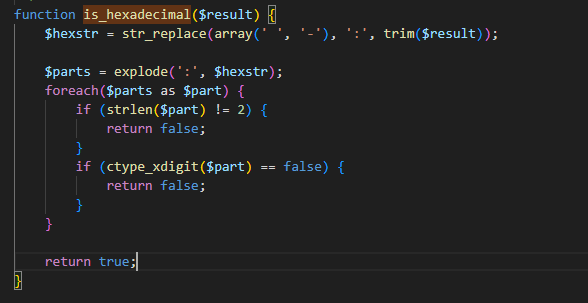 function is_hexadecimal($result) {
    $hexstr = str_replace(array(' ', '-'), ':', trim($result));
    $parts = explode(':', $hexstr);
    foreach($parts as $part) {
        if (strlen($part) != 2) {
            return false;
        }
        if (ctype_xdigit($part) == false) {
            return false;
        }
    }
    return true;
}